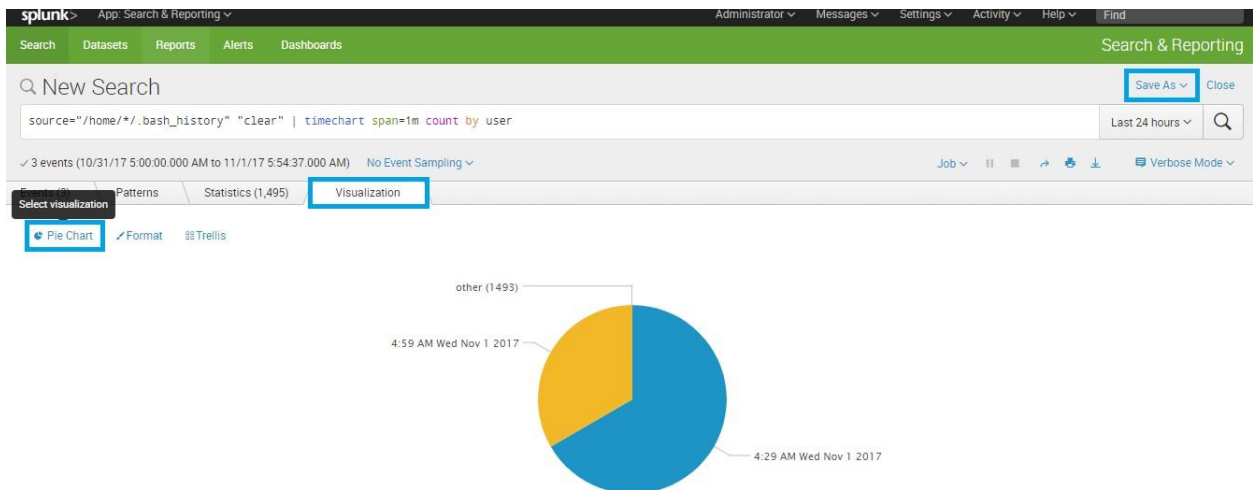 splunk> App: Search & Reporting Administrator Messages Settings Activity Help Find
Search Datasets Reports Alerts Dashboards Search & Reporting
New Search Save As Close
source="/home/*/.bash_history" "clear" | timechart span=1m count by user Last 24 hours
3 events (10/31/17 5:00:00.000 AM to 11/1/17 5:54:37.000 AM) No Event Sampling Job Verbose Mode
Events (3) Patterns Statistics (1,495) Visualization
Select visualization
Pie Chart Format Trellis
other (1493)
4:59 AM Wed Nov 1 2017
4:29 AM Wed Nov 1 2017